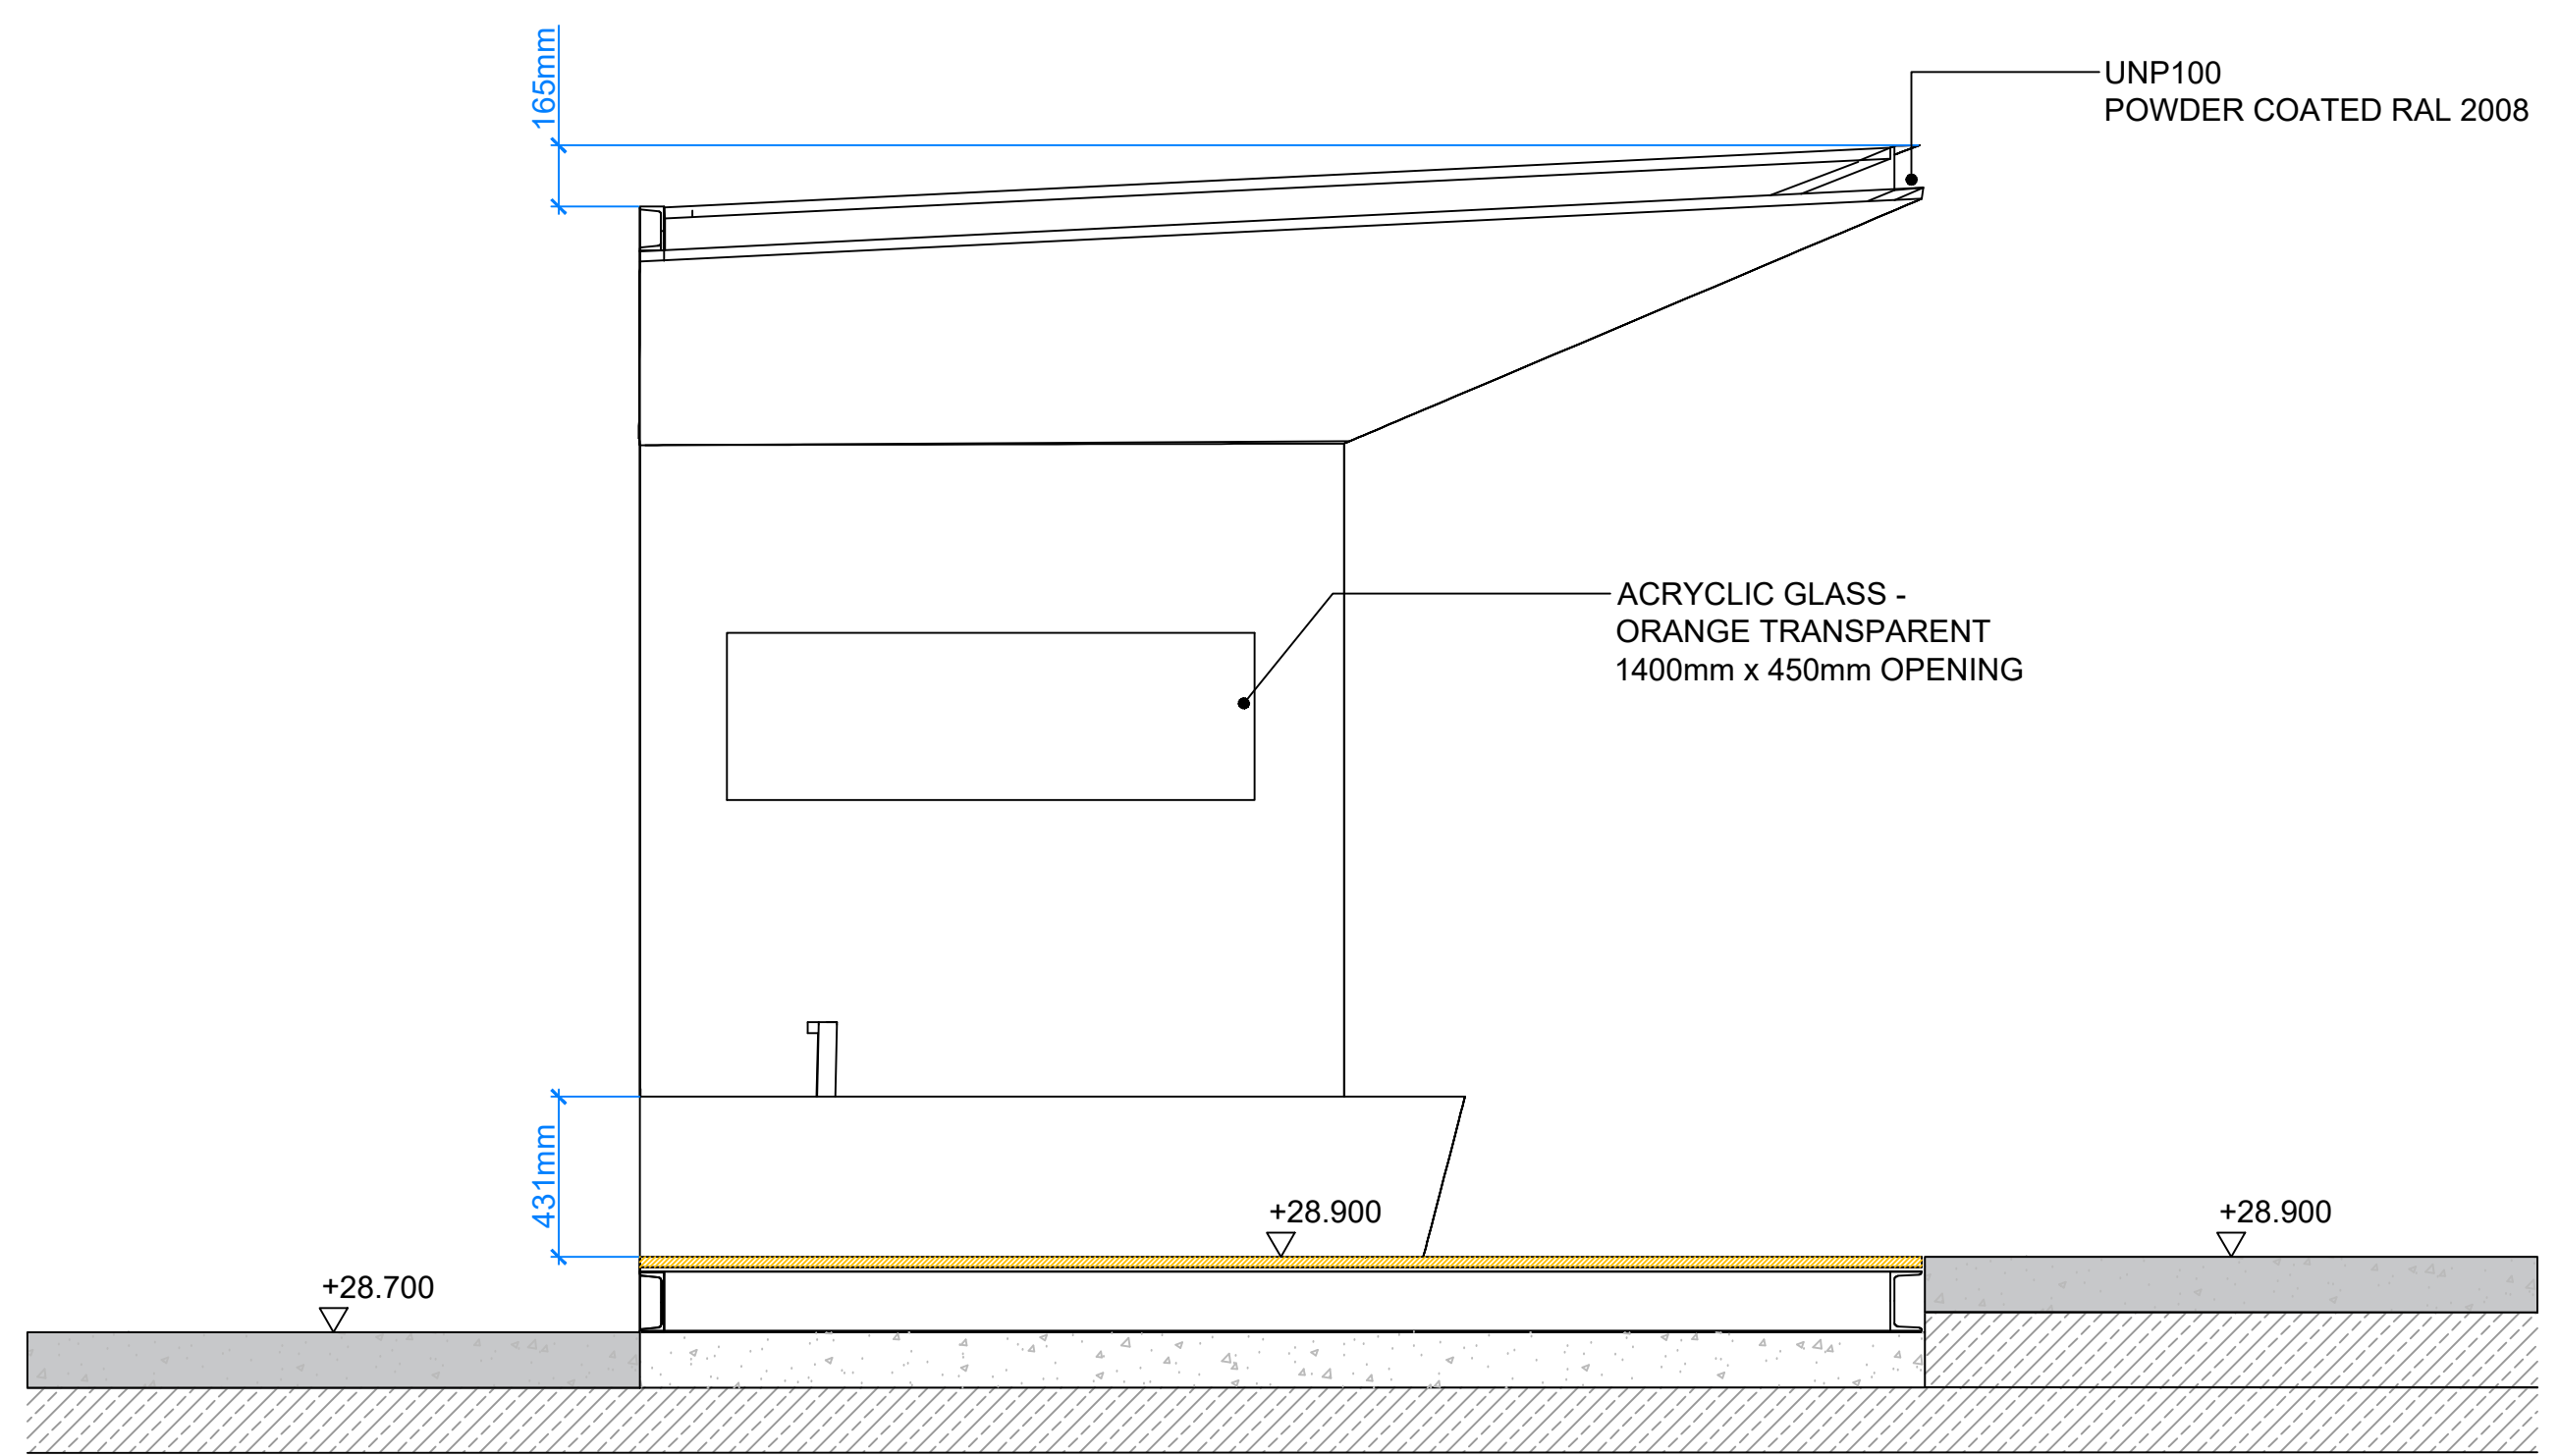 165mm
UNP100
POWDER COATED RAL 2008
ACRYCLIC GLASS -
ORANGE TRANSPARENT
1400mm x 450mm OPENING
431mm
+28.900
+28.900
+28.700